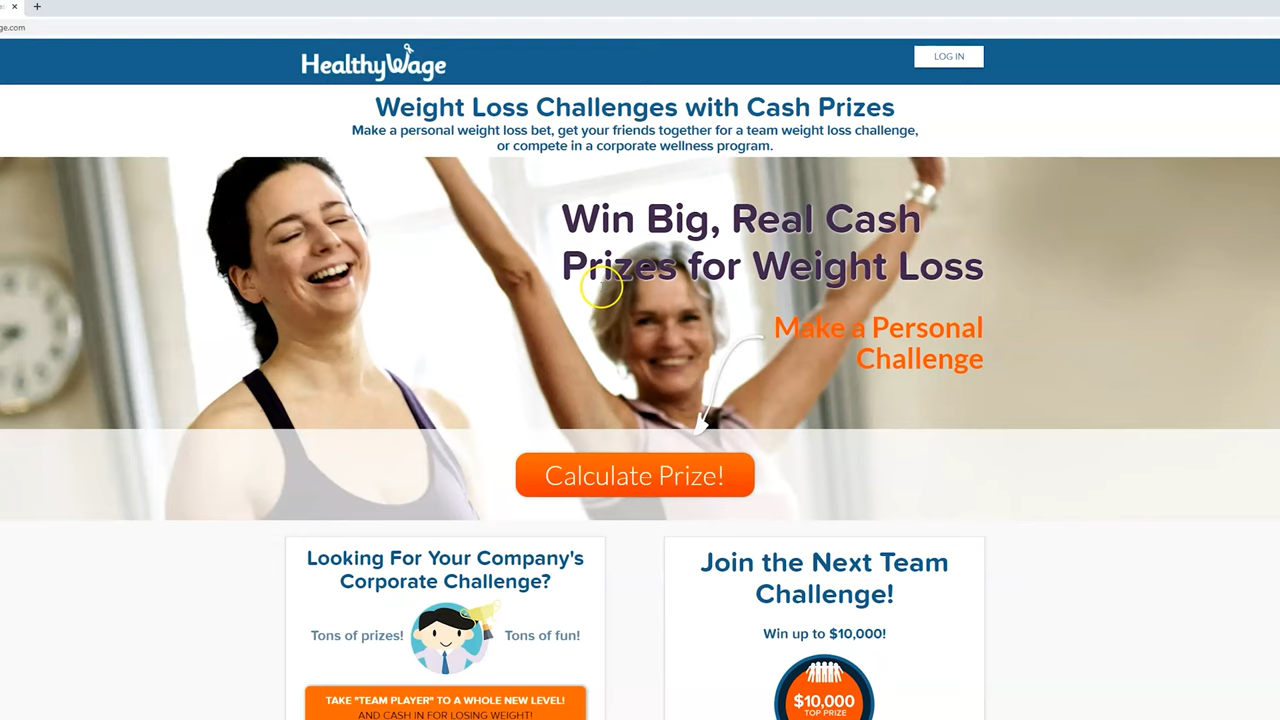 ge.com
HealthyWage
LOG IN
Weight Loss Challenges with Cash Prizes
Make a personal weight loss bet, get your friends together for a team weight loss challenge,
or compete in a corporate wellness program.
Win Big, Real Cash
Prizes for Weight Loss
Make a Personal
Challenge
Calculate Prize!
Looking For Your Company's
Corporate Challenge?
Tons of prizes!
Tons of fun!
TAKE "TEAM PLAYER" TO A WHOLE NEW LEVEL!
AND CASH IN FOR LOSING WEIGHT!
Join the Next Team
Challenge!
Win up to $10,000!
$10,000
TOP PRIZE